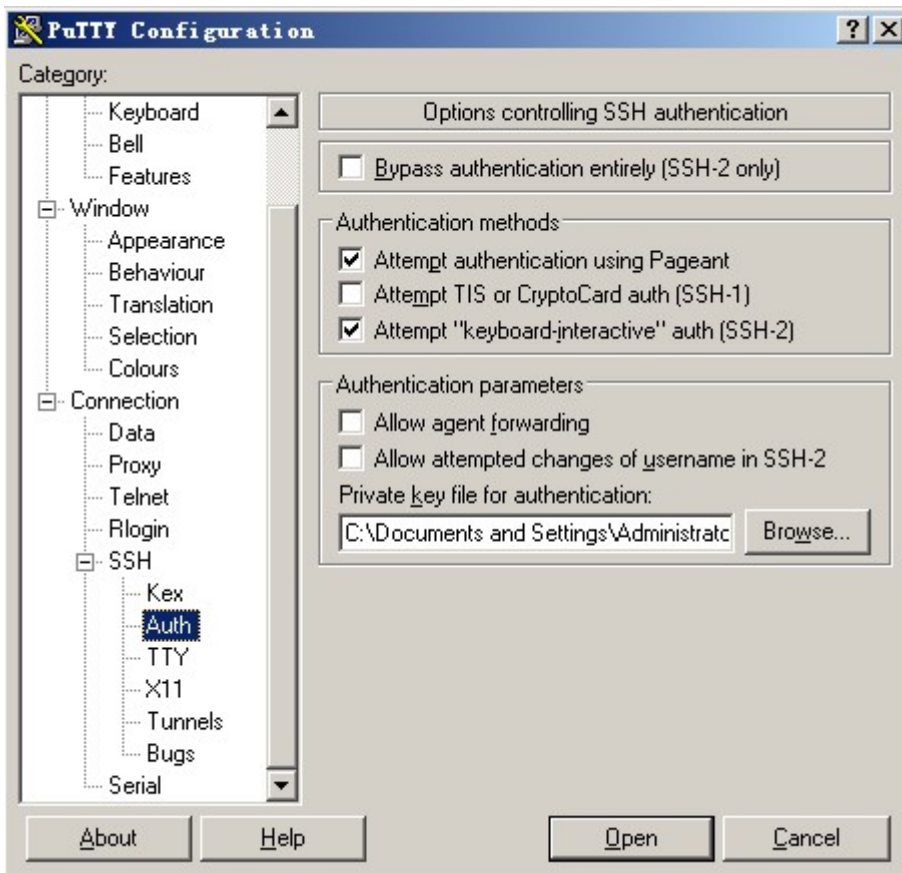 PuTTY Configuration
Category:
Keyboard
Bell
Features
Window
Appearance
Behaviour
Translation
Selection
Colours
Connection
Data
Proxy
Telnet
Rlogin
SSH
Kex
Auth
TTY
X11
Tunnels
Bugs
Serial
Options controlling SSH authentication
Bypass authentication entirely (SSH-2 only)
Authentication methods
Attempt authentication using Pageant
Attempt TIS or CryptoCard auth (SSH-1)
Attempt "keyboard-interactive" auth (SSH-2)
Authentication parameters
Allow agent forwarding
Allow attempted changes of username in SSH-2
Private key file for authentication:
C:\Documents and Settings\Administratc
Browse...
About
Help
Open
Cancel